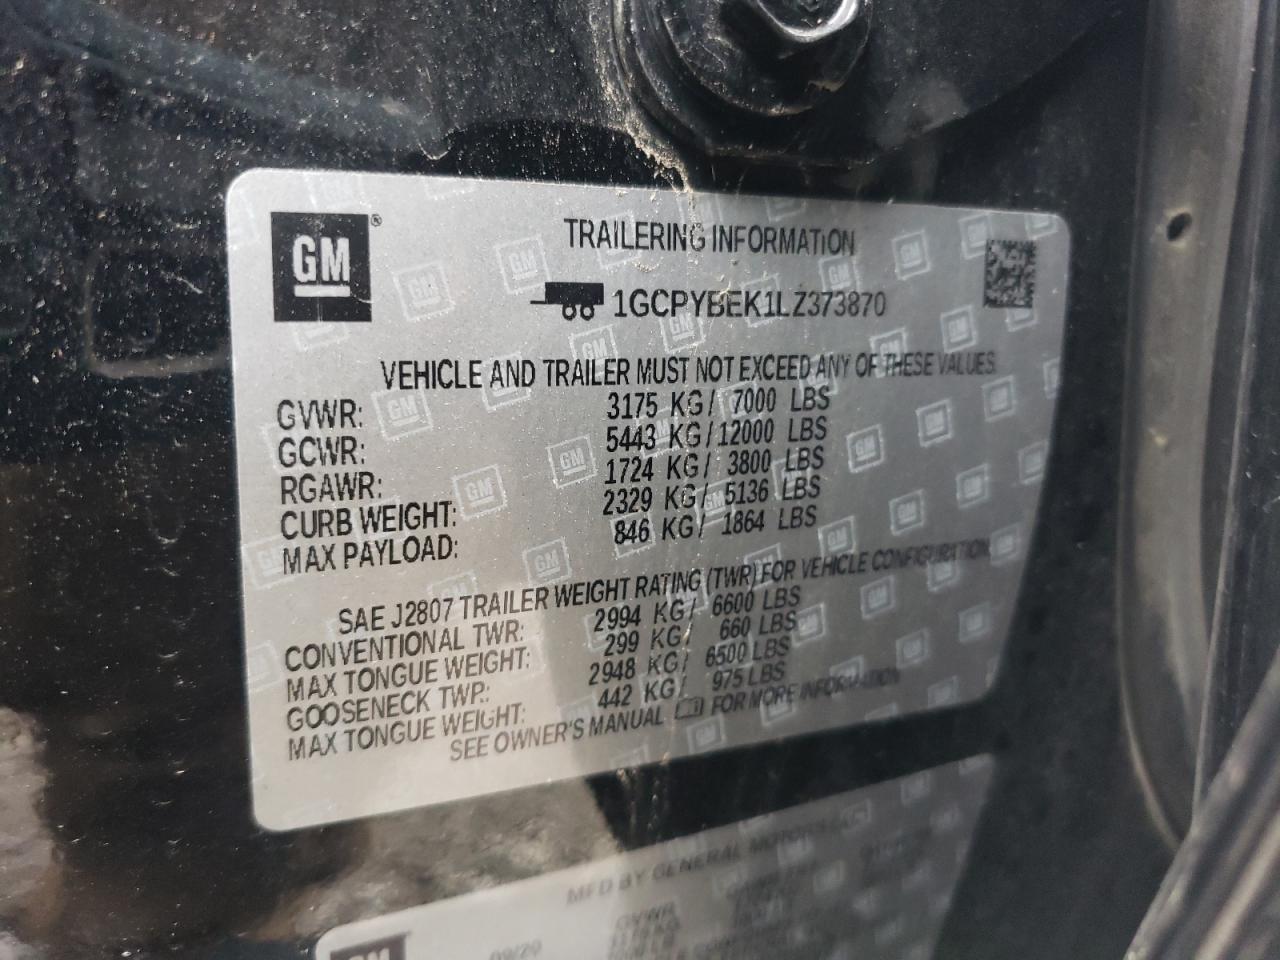 GM®
TRAILERING INFORMATION
1GCPYBEK1LZ373870
VEHICLE AND TRAILER MUST NOT EXCEED ANY OF THESE VALUES
GVWR: 3175 KG/ 7000 LBS
GCWR: 5443 KG/12000 LBS
RGAWR: 1724 KG/ 3800 LBS
CURB WEIGHT: 2329 KG/ 5136 LBS
MAX PAYLOAD: 846 KG/ 1864 LBS
SAE J2807 TRAILER WEIGHT RATING (TWR) FOR VEHICLE CONFIGURATION
CONVENTIONAL TWR: 2994 KG/ 6600 LBS
MAX TONGUE WEIGHT: 299 KG/ 660 LBS
GOOSENECK TWR: 2948 KG/ 6500 LBS
MAX TONGUE WEIGHT: 442 KG/ 975 LBS
SEE OWNER'S MANUAL FOR MORE INFORMATION
MFD BY GENERAL MOTORS
GVWR
09/20
GM